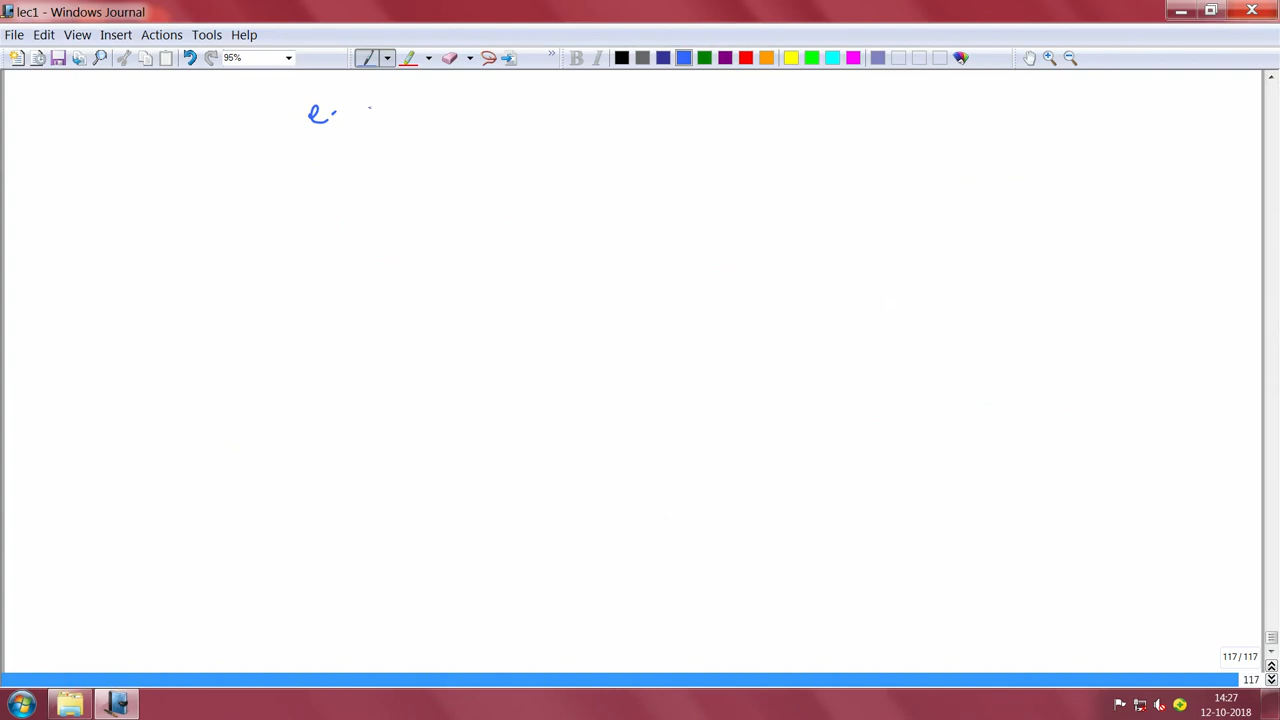 lec1 - Windows Journal
File Edit View Insert Actions Tools Help
95% » B I
e.
117 / 117
117
14:27
12-10-2018